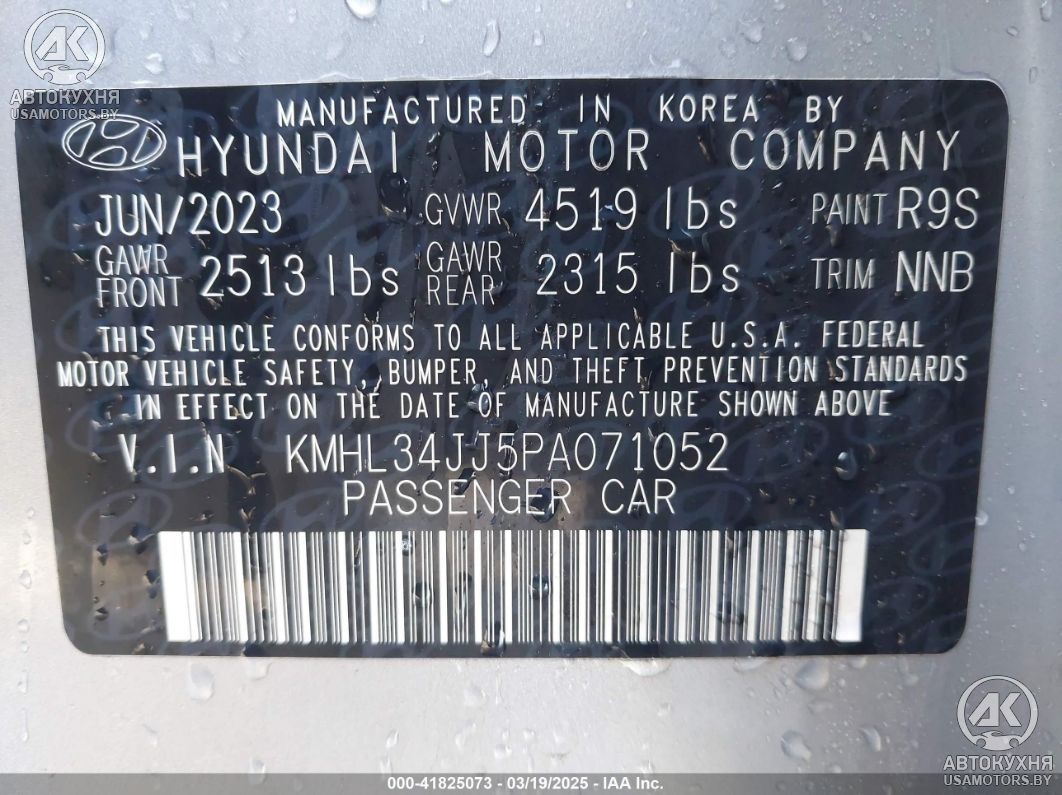 AK
АВТОКУХНЯ
USAMOTORS.BY
MANUFACTURED IN KOREA BY
HYUNDAI MOTOR COMPANY
JUN/2023 GVWR 4519 lbs PAINT R9S
GAWR FRONT 2513 lbs GAWR REAR 2315 lbs TRIM NNB
THIS VEHICLE CONFORMS TO ALL APPLICABLE U.S.A. FEDERAL
MOTOR VEHICLE SAFETY, BUMPER, AND THEFT PREVENTION STANDARDS
IN EFFECT ON THE DATE OF MANUFACTURE SHOWN ABOVE
V.I.N KMHL34JJ5PA071052
PASSENGER CAR
AK
АВТОКУХНЯ
USAMOTORS.BY
000-41825073 - 03/19/2025 - IAA Inc.